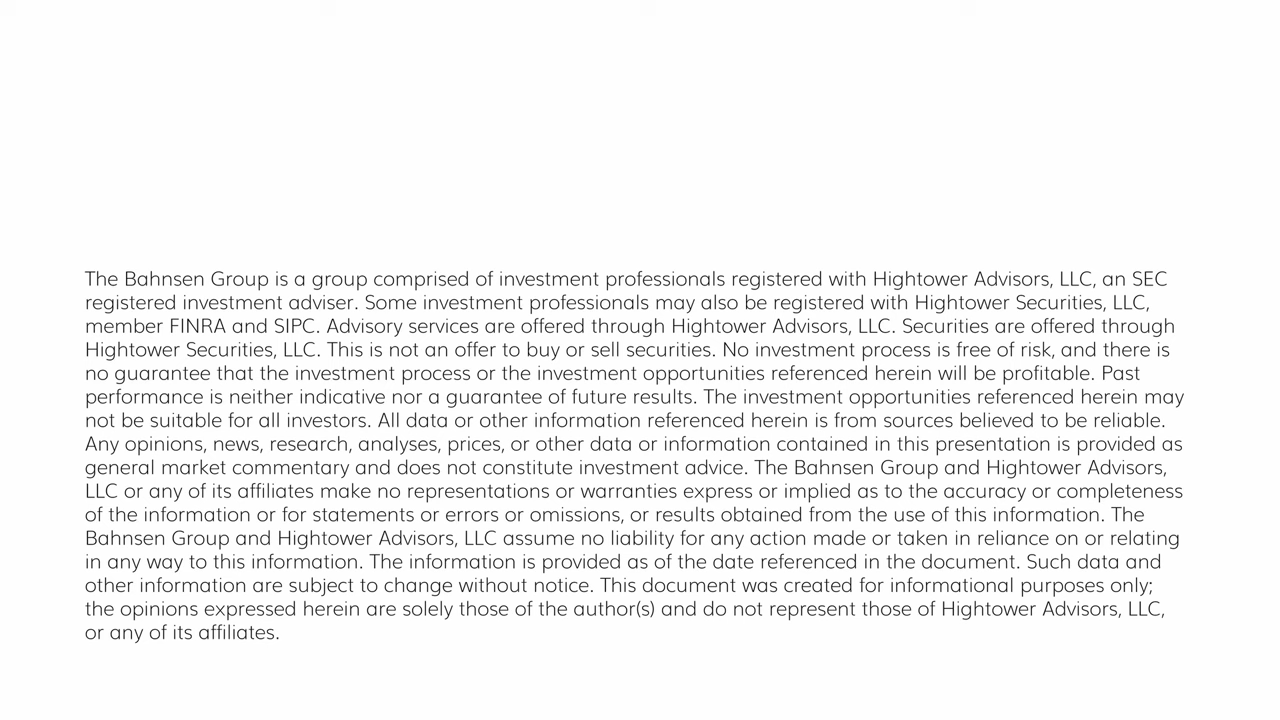 The Bahnsen Group is a group comprised of investment professionals registered with Hightower Advisors, LLC, an SEC
registered investment adviser. Some investment professionals may also be registered with Hightower Securities, LLC,
member FINRA and SIPC. Advisory services are offered through Hightower Advisors, LLC. Securities are offered through
Hightower Securities, LLC. This is not an offer to buy or sell securities. No investment process is free of risk, and there is
no guarantee that the investment process or the investment opportunities referenced herein will be profitable. Past
performance is neither indicative nor a guarantee of future results. The investment opportunities referenced herein may
not be suitable for all investors. All data or other information referenced herein is from sources believed to be reliable.
Any opinions, news, research, analyses, prices, or other data or information contained in this presentation is provided as
general market commentary and does not constitute investment advice. The Bahnsen Group and Hightower Advisors,
LLC or any of its affiliates make no representations or warranties express or implied as to the accuracy or completeness
of the information or for statements or errors or omissions, or results obtained from the use of this information. The
Bahnsen Group and Hightower Advisors, LLC assume no liability for any action made or taken in reliance on or relating
in any way to this information. The information is provided as of the date referenced in the document. Such data and
other information are subject to change without notice. This document was created for informational purposes only;
the opinions expressed herein are solely those of the author(s) and do not represent those of Hightower Advisors, LLC,
or any of its affiliates.